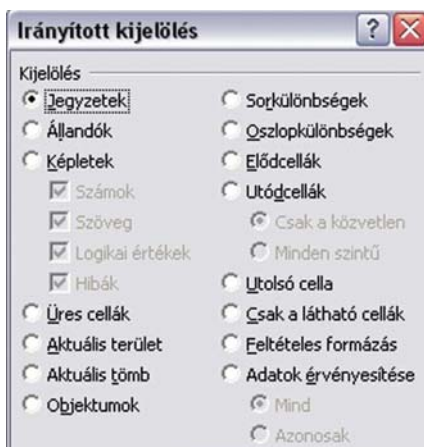 Irányított kijelölés
Kijelölés
Jegyzetek
Állandók
Képletek
Számok
Szöveg
Logikai értékek
Hibák
Üres cellák
Aktuális terület
Aktuális tömb
Objektumok
Sorkülönbségek
Oszlopkülönbségek
Elődcellák
Utódcellák
Csak a közvetlen
Minden szintű
Utolsó cella
Csak a látható cellák
Feltételes formázás
Adatok érvényesítése
Mind
Azonosak